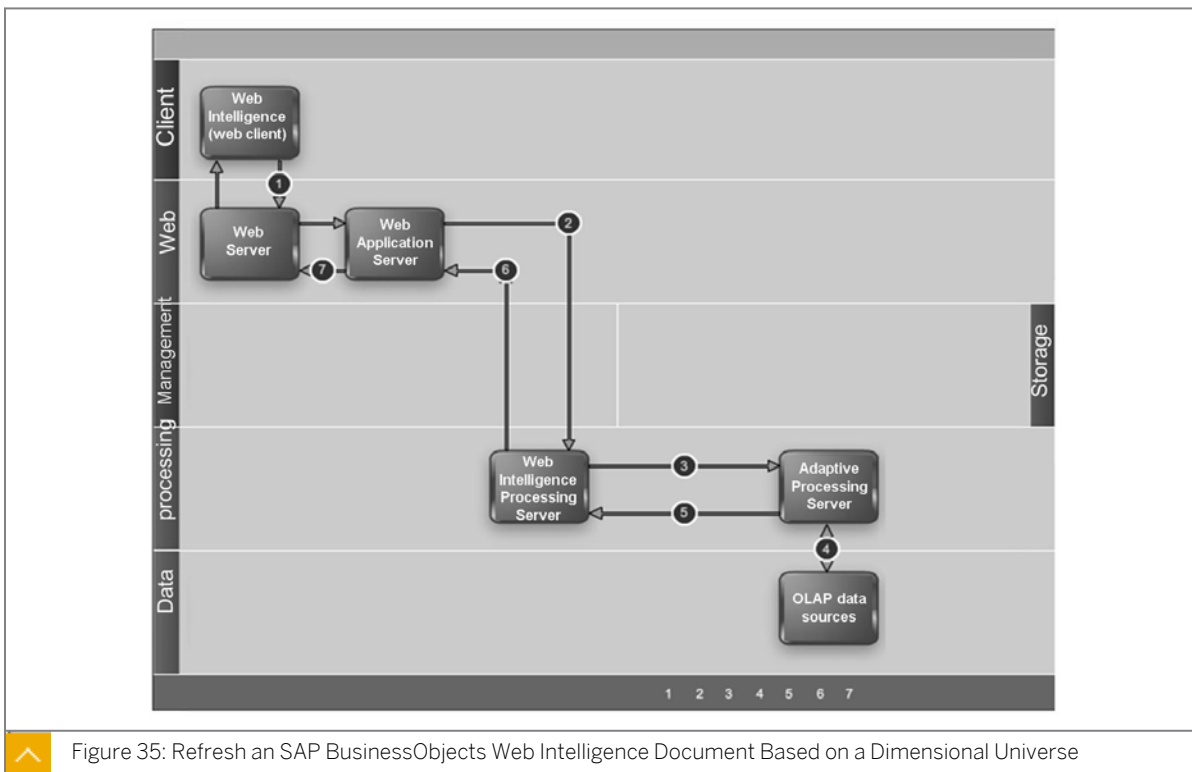 Client
Web
Intelligence
(web client)
1
Web
Web
Server
Web
Application
Server
2
7
6
Management
Storage
processing
Web
Intelligence
Processing
Server
3
Adaptive
Processing
Server
5
4
Data
OLAP data
sources
1 2 3 4 5 6 7
Figure 35: Refresh an SAP BusinessObjects Web Intelligence Document Based on a Dimensional Universe